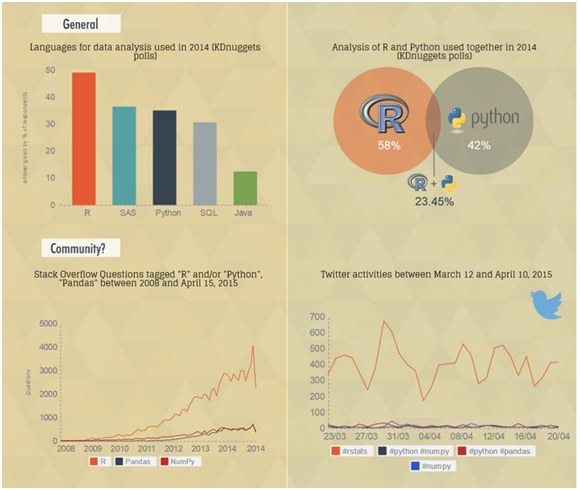 General
Languages for data analysis used in 2014 (KDnuggets
polls)
answer given by % of respondents
50
40
30
20
10
0
R SAS Python SQL Java
Analysis of R and Python used together in 2014
(KDnuggets polls)
R python
58% 42%
R +
23.45%
Community?
Stack Overflow Questions tagged "R" and/or "Python",
"Pandas" between 2008 and April 15, 2015
Questions
5000
4000
3000
2000
1000
0
2008 2009 2010 2011 2012 2013 2014 2014
R Pandas NumPy
Twitter activities between March 12 and April 10, 2015
700
600
500
400
300
200
100
0
23/03 27/03 31/03 04/04 08/04 12/04 16/04 20/04
#rstats #python #numpy #python #pandas
#numpy